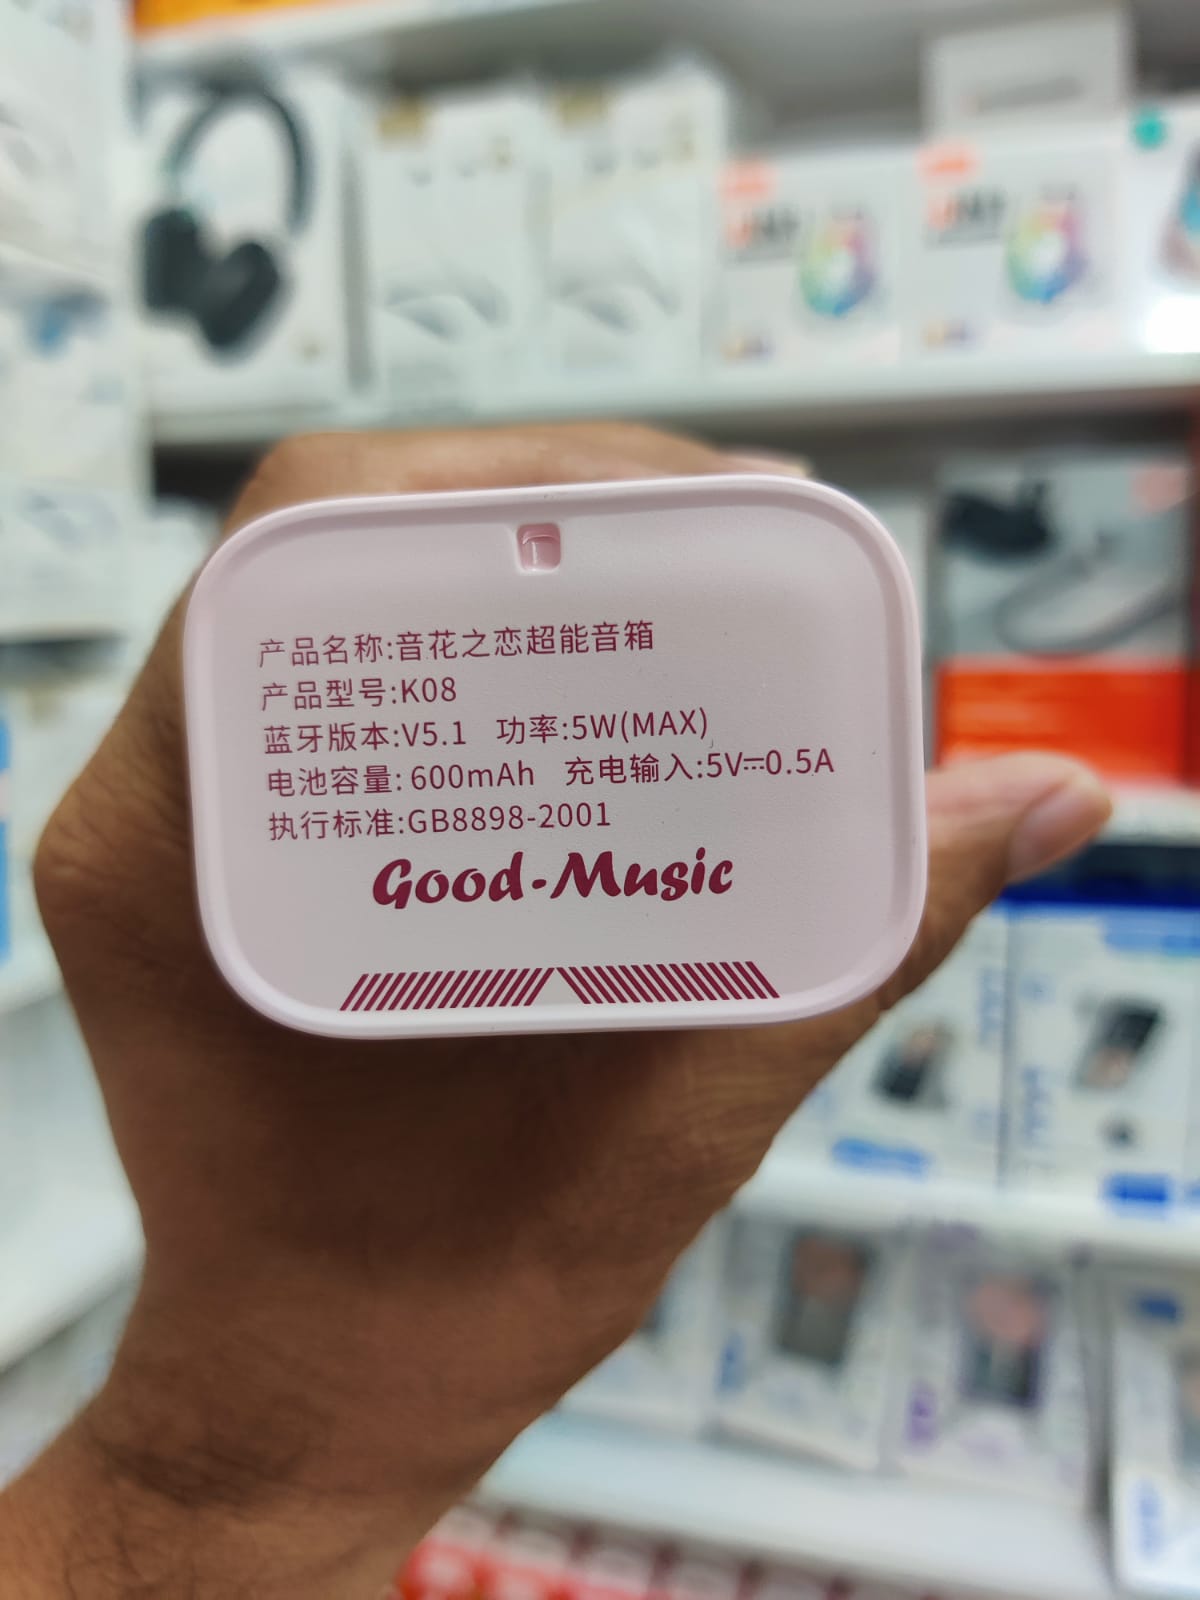 产品名称:音花之恋超能音箱
产品型号:K08
蓝牙版本:V5.1 功率:5W(MAX)
电池容量: 600mAh 充电输入:5V⎓0.5A
执行标准:GB8898-2001
Good-Music